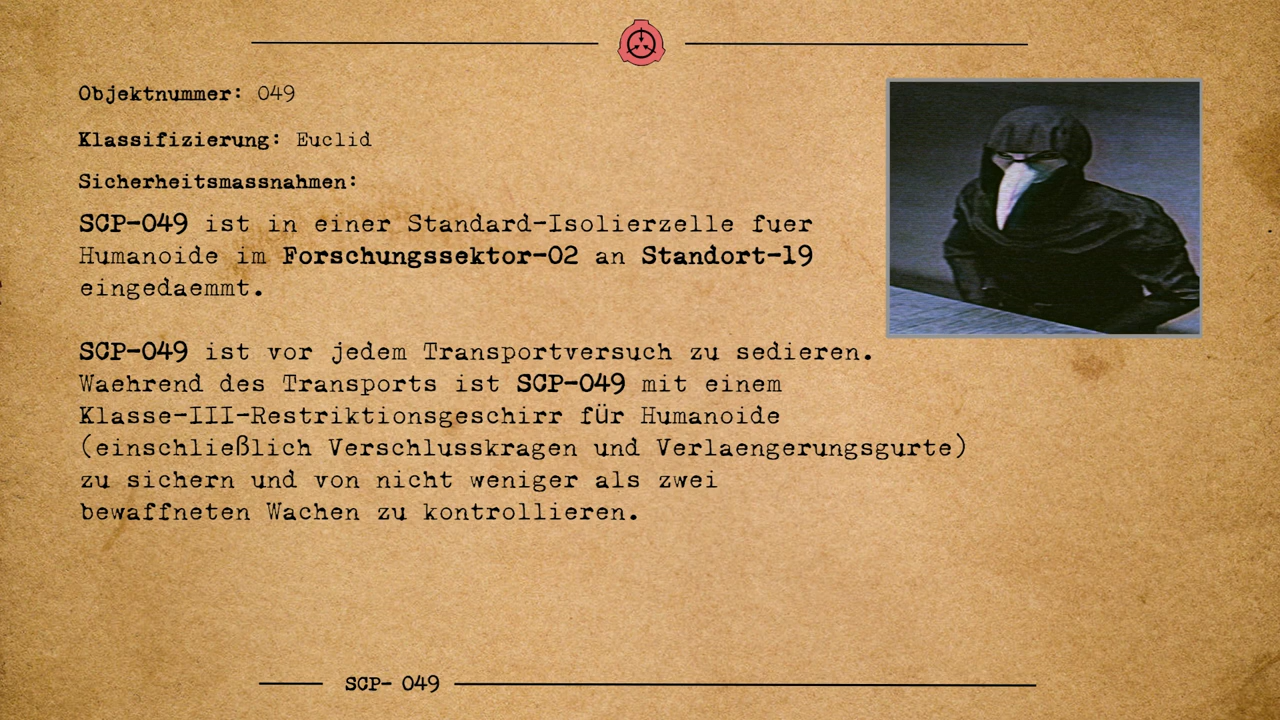 Objektnummer: 049
Klassifizierung: Euclid
Sicherheitsmassnahmen:
SCP-049 ist in einer Standard-Isolierzelle fuer
Humanoide im Forschungssektor-02 an Standort-19
eingedaemmt.
SCP-049 ist vor jedem Transportversuch zu sedieren.
Waehrend des Transports ist SCP-049 mit einem
Klasse-III-Restriktionsgeschirr für Humanoide
(einschließlich Verschlusskragen und Verlaengerungsgurte)
zu sichern und von nicht weniger als zwei
bewaffneten Wachen zu kontrollieren.
SCP- 049